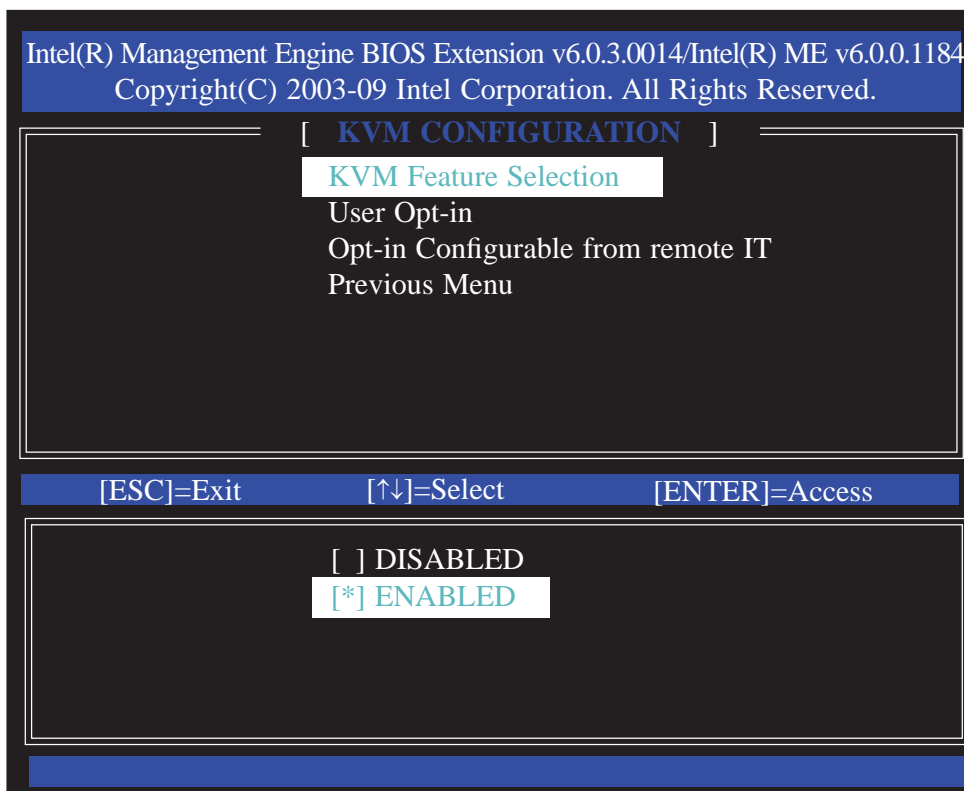 Intel(R) Management Engine BIOS Extension v6.0.3.0014/Intel(R) ME v6.0.0.1184
Copyright(C) 2003-09 Intel Corporation. All Rights Reserved.
[ KVM CONFIGURATION ]
KVM Feature Selection
User Opt-in
Opt-in Configurable from remote IT
Previous Menu
[ESC]=Exit [↑↓]=Select [ENTER]=Access
[ ] DISABLED
[*] ENABLED